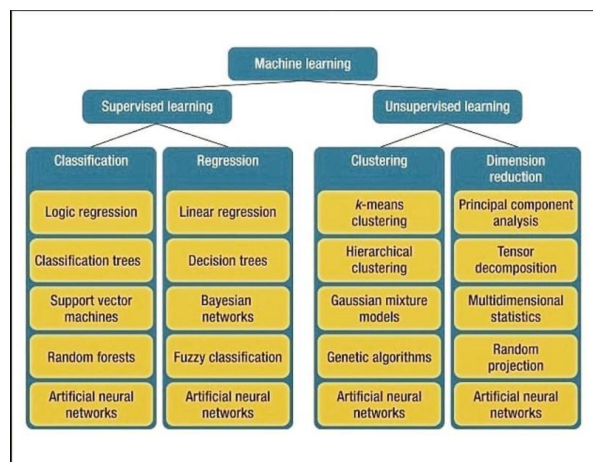 Machine learning
Supervised learning
Unsupervised learning
Classification
Logic regression
Classification trees
Support vector
machines
Random forests
Artificial neural
networks
Regression
Linear regression
Decision trees
Bayesian
networks
Fuzzy classification
Artificial neural
networks
Clustering
k-means
clustering
Hierarchical
clustering
Gaussian mixture
models
Genetic algorithms
Artificial neural
networks
Dimension
reduction
Principal component
analysis
Tensor
decomposition
Multidimensional
statistics
Random
projection
Artificial neural
networks